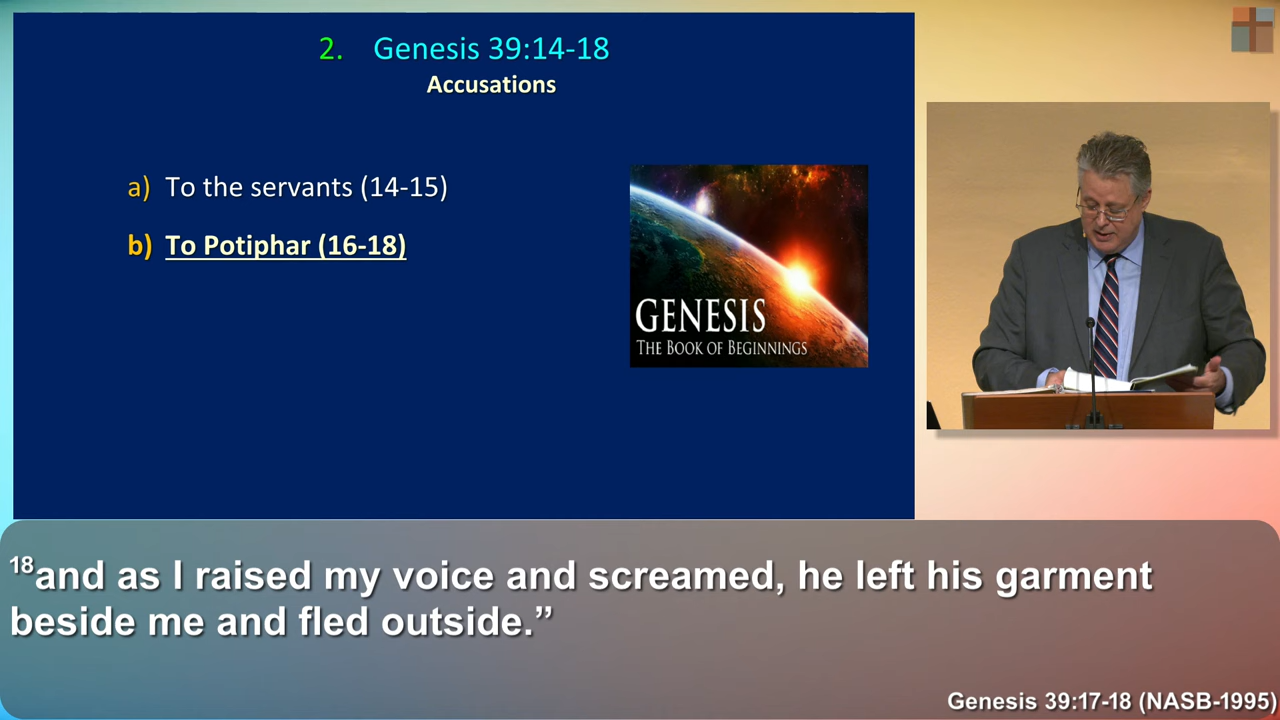 2. Genesis 39:14-18
Accusations
a) To the servants (14-15)
b) To Potiphar (16-18)
GENESIS
THE BOOK OF BEGINNINGS
18and as I raised my voice and screamed, he left his garment
beside me and fled outside.”
Genesis 39:17-18 (NASB-1995)